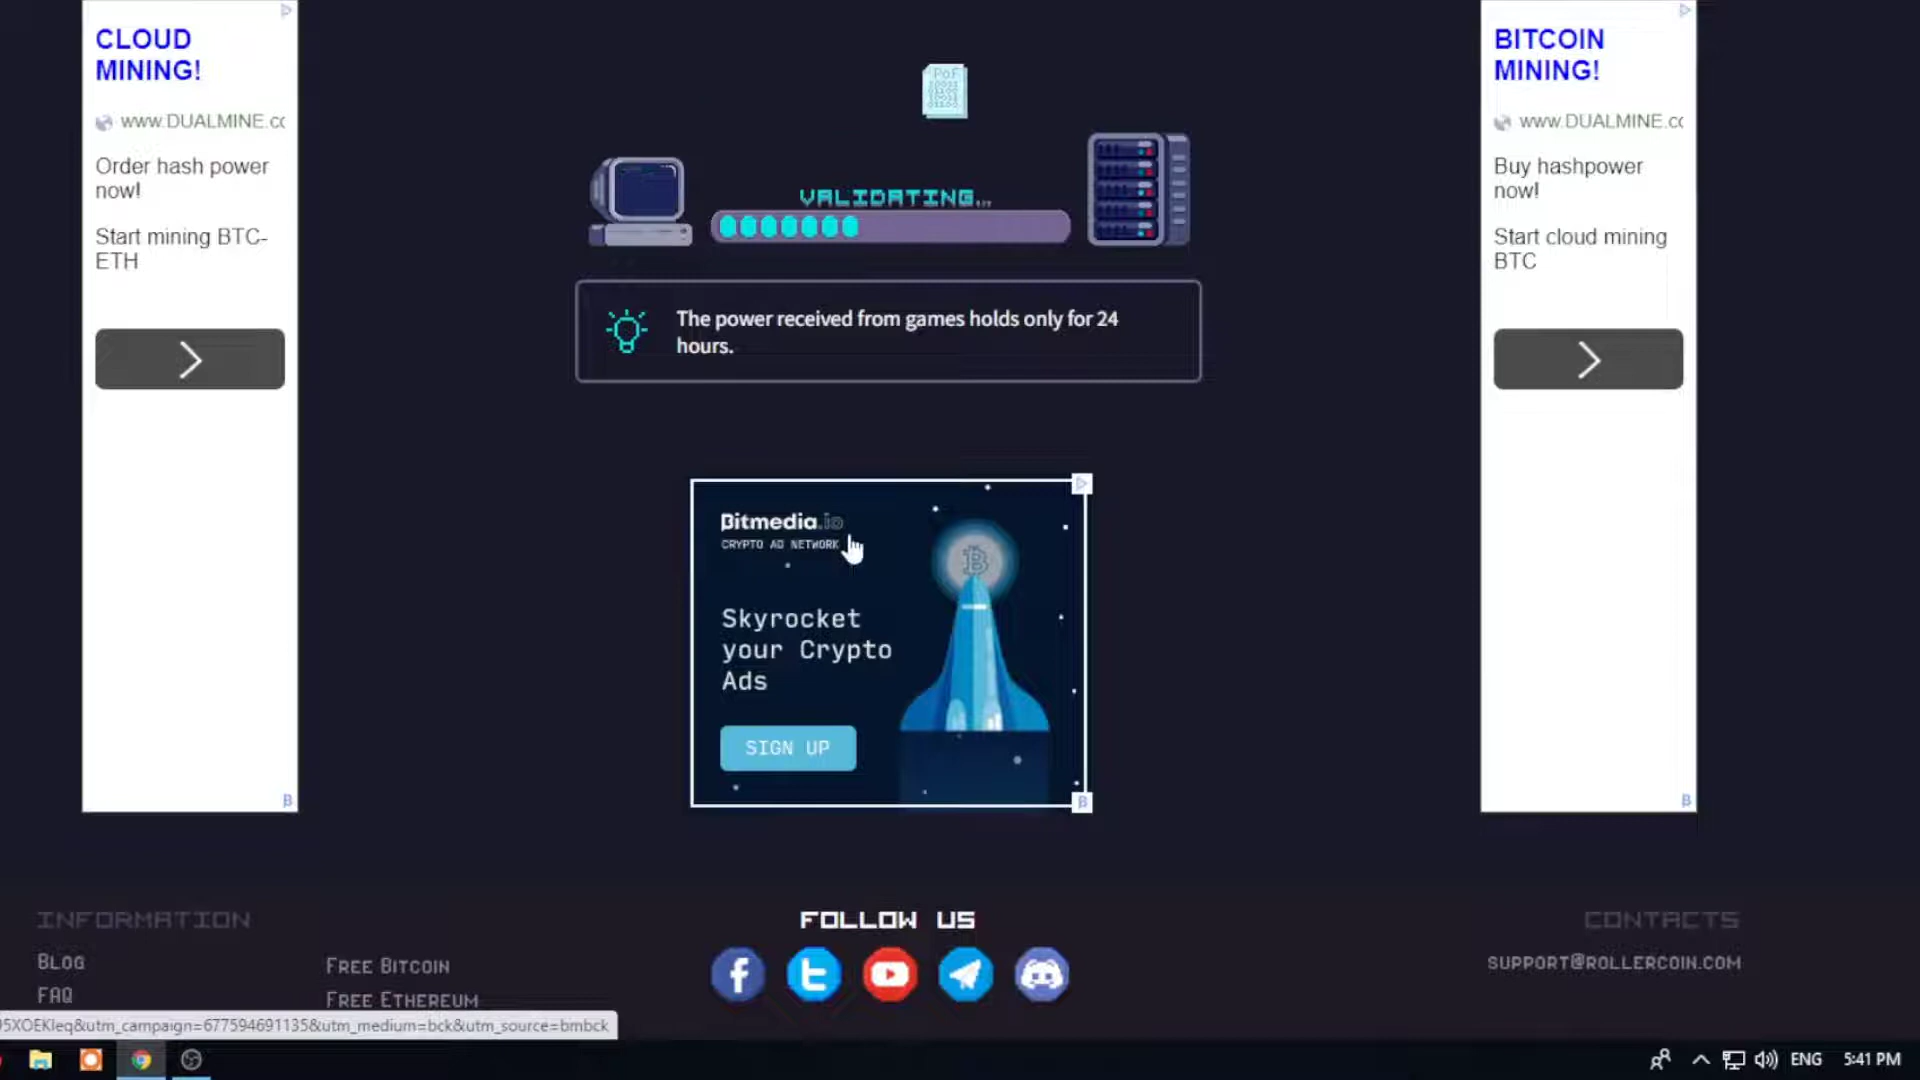 CLOUD
MINING!
www.DUALMINE.cc
Order hash power
now!
Start mining BTC-
ETH
PoF
VALIDATING...
The power received from games holds only for 24
hours.
Bitmedia.io
CRYPTO AD NETWORK
Skyrocket
your Crypto
Ads
SIGN UP
BITCOIN
MINING!
www.DUALMINE.cc
Buy hashpower
now!
Start cloud mining
BTC
INFORMATION
BLOG
FAQ
FREE BITCOIN
FREE ETHEREUM
FOLLOW US
CONTACTS
SUPPORT@ROLLERCOIN.COM
95XOEKIeq&utm_campaign=677594691135&utm_medium=bck&utm_source=bmbck
ENG
5:41 PM